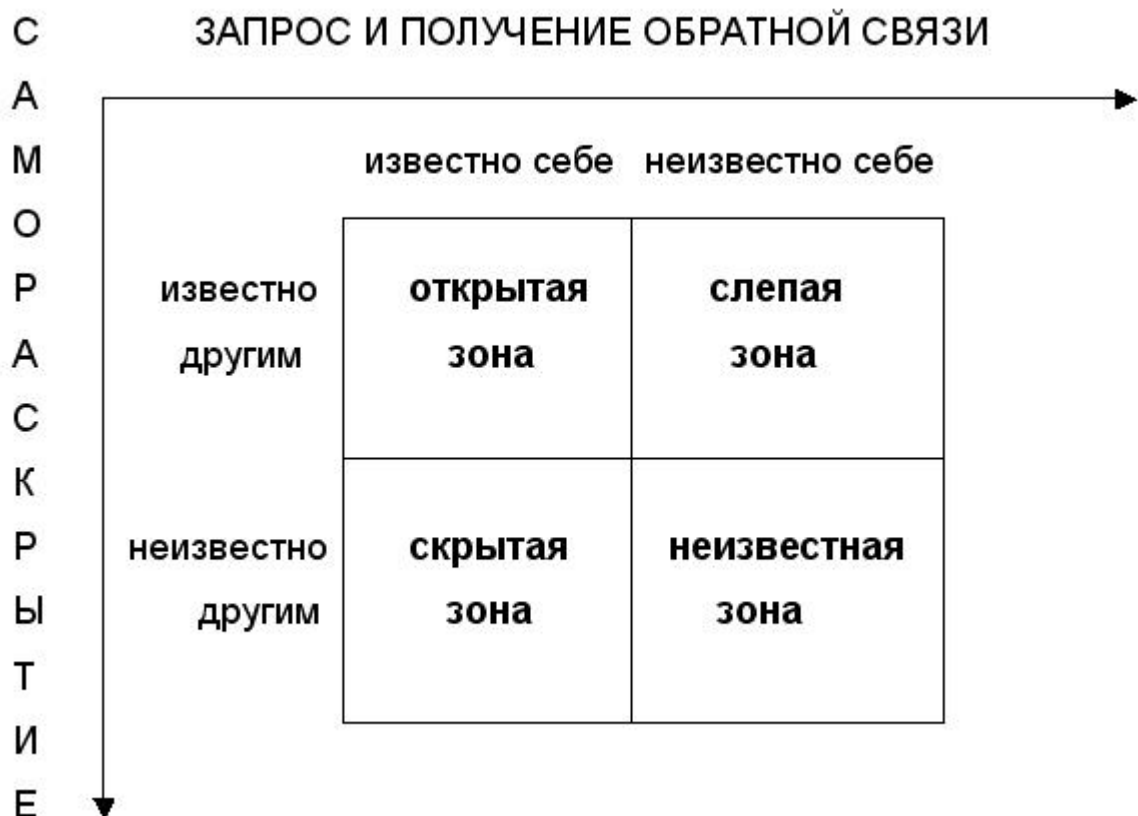 ЗАПРОС И ПОЛУЧЕНИЕ ОБРАТНОЙ СВЯЗИ
САМОРАСКРЫТИЕ
известно себе неизвестно себе
известно
другим
открытая
зона
слепая
зона
неизвестно
другим
скрытая
зона
неизвестная
зона